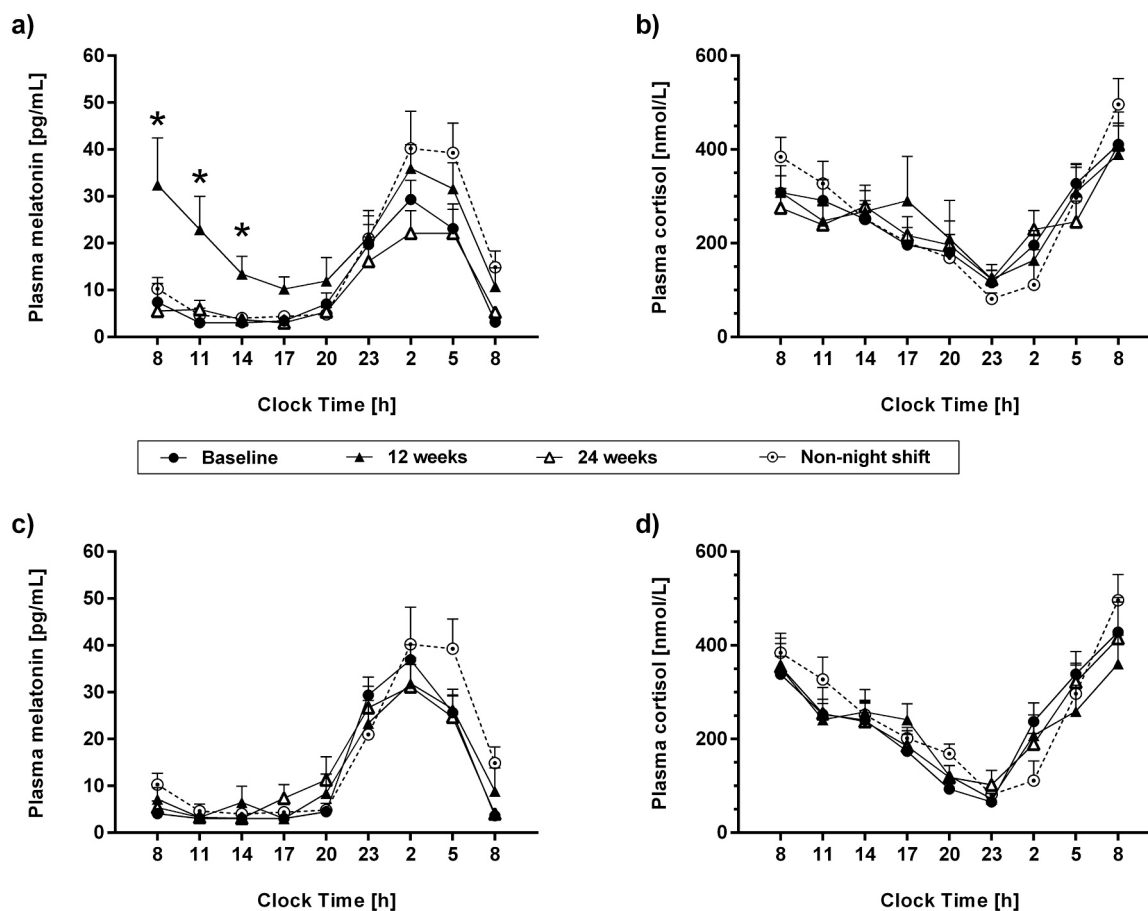 a)
Plasma melatonin [pg/mL]
60
50
40
30
20
10
0
* * *
8 11 14 17 20 23 2 5 8
Clock Time [h]
b)
Plasma cortisol [nmol/L]
600
400
200
0
8 11 14 17 20 23 2 5 8
Clock Time [h]
Baseline 12 weeks 24 weeks Non-night shift
c)
Plasma melatonin [pg/mL]
60
50
40
30
20
10
0
8 11 14 17 20 23 2 5 8
Clock Time [h]
d)
Plasma cortisol [nmol/L]
600
400
200
0
8 11 14 17 20 23 2 5 8
Clock Time [h]